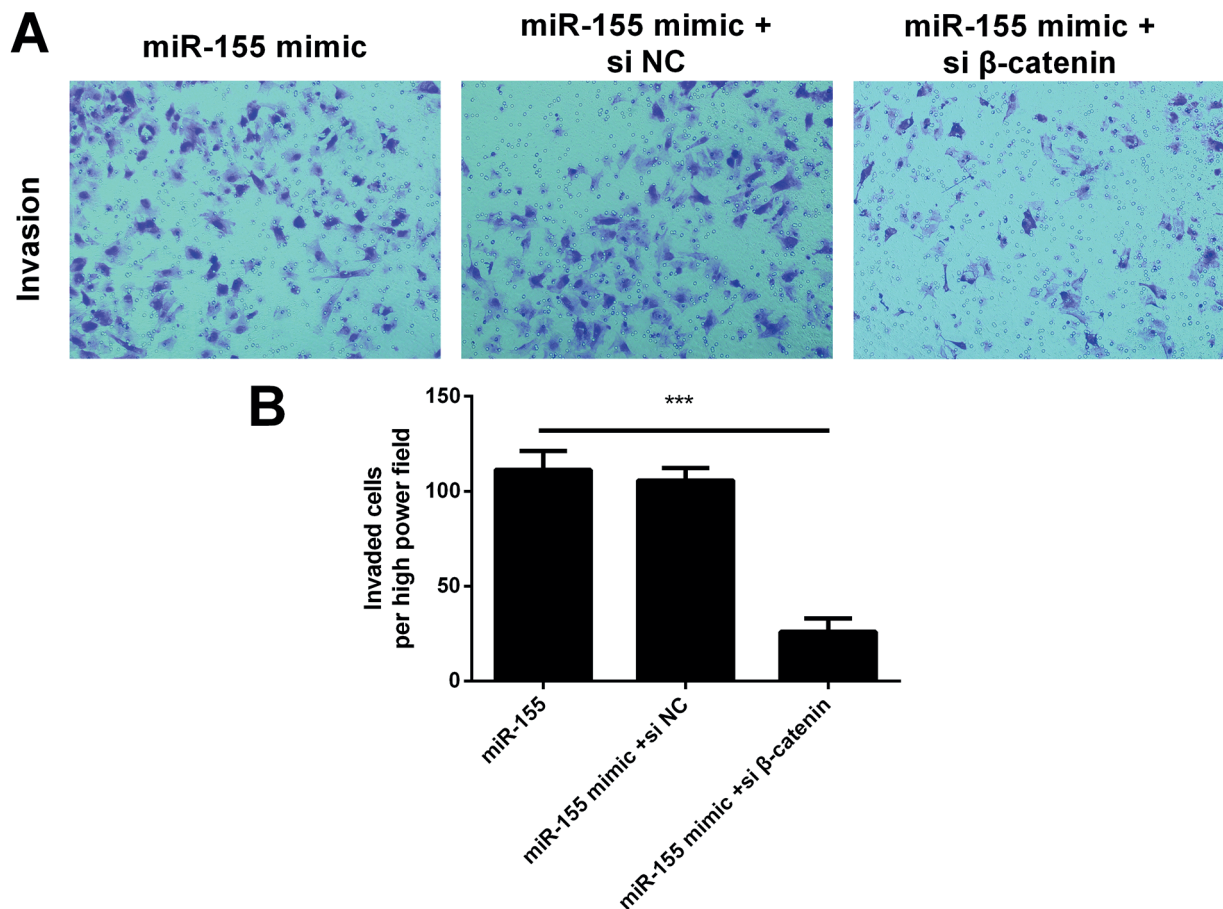 A
miR-155 mimic
miR-155 mimic +
si NC
miR-155 mimic +
si β-catenin
Invasion
B
Invaded cells
per high power field
150
100
50
0
***
miR-155
miR-155 mimic +si NC
miR-155 mimic +si β-catenin